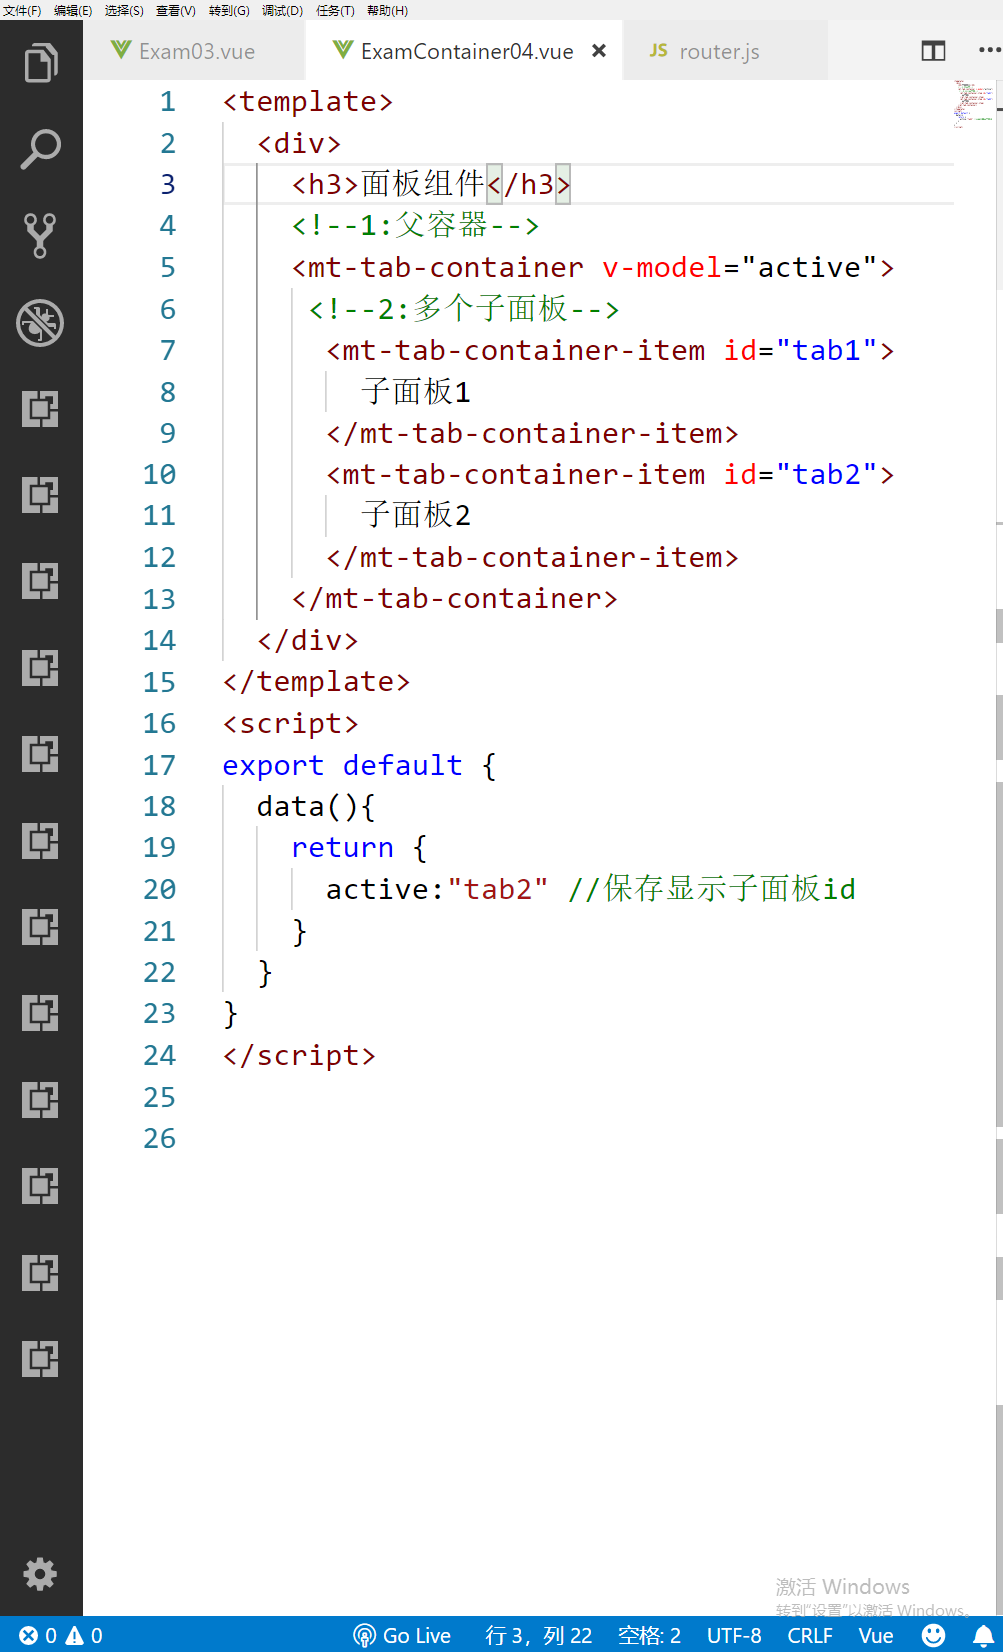 文件(F) 编辑(E) 选择(S) 查看(V) 转到(G) 调试(D) 任务(T) 帮助(H)
Exam03.vue ExamContainer04.vue JS router.js
1 <template>
2 <div>
3 <h3>面板组件</h3>
4 <!--1:父容器-->
5 <mt-tab-container v-model="active">
6 <!--2:多个子面板-->
7 <mt-tab-container-item id="tab1">
8 子面板1
9 </mt-tab-container-item>
10 <mt-tab-container-item id="tab2">
11 子面板2
12 </mt-tab-container-item>
13 </mt-tab-container>
14 </div>
15 </template>
16 <script>
17 export default {
18 data(){
19 return {
20 active:"tab2" //保存显示子面板id
21 }
22 }
23 }
24 </script>
25
26
激活 Windows
转到"设置"以激活 Windows。
0 0 Go Live 行 3，列 22 空格: 2 UTF-8 CRLF Vue